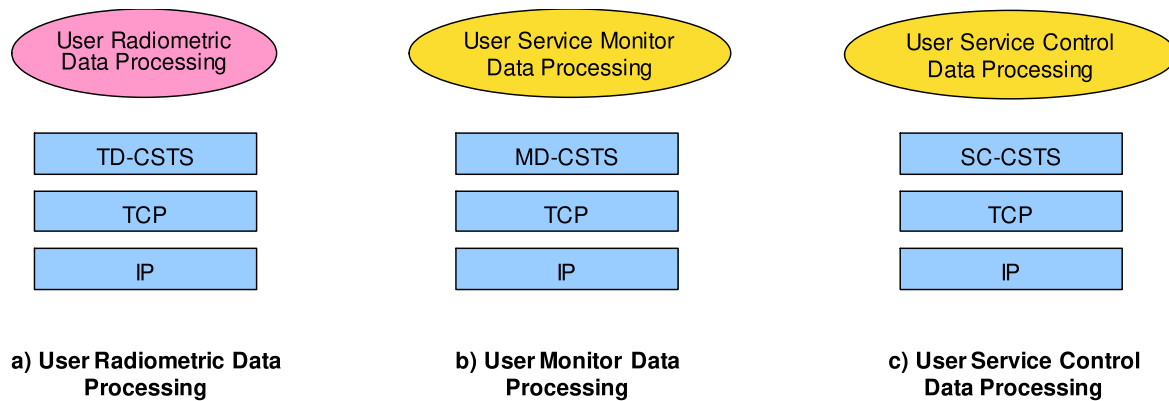 User Radiometric
Data Processing
TD-CSTS
TCP
IP
a) User Radiometric Data
Processing
User Service Monitor
Data Processing
MD-CSTS
TCP
IP
b) User Monitor Data
Processing
User Service Control
Data Processing
SC-CSTS
TCP
IP
c) User Service Control
Data Processing